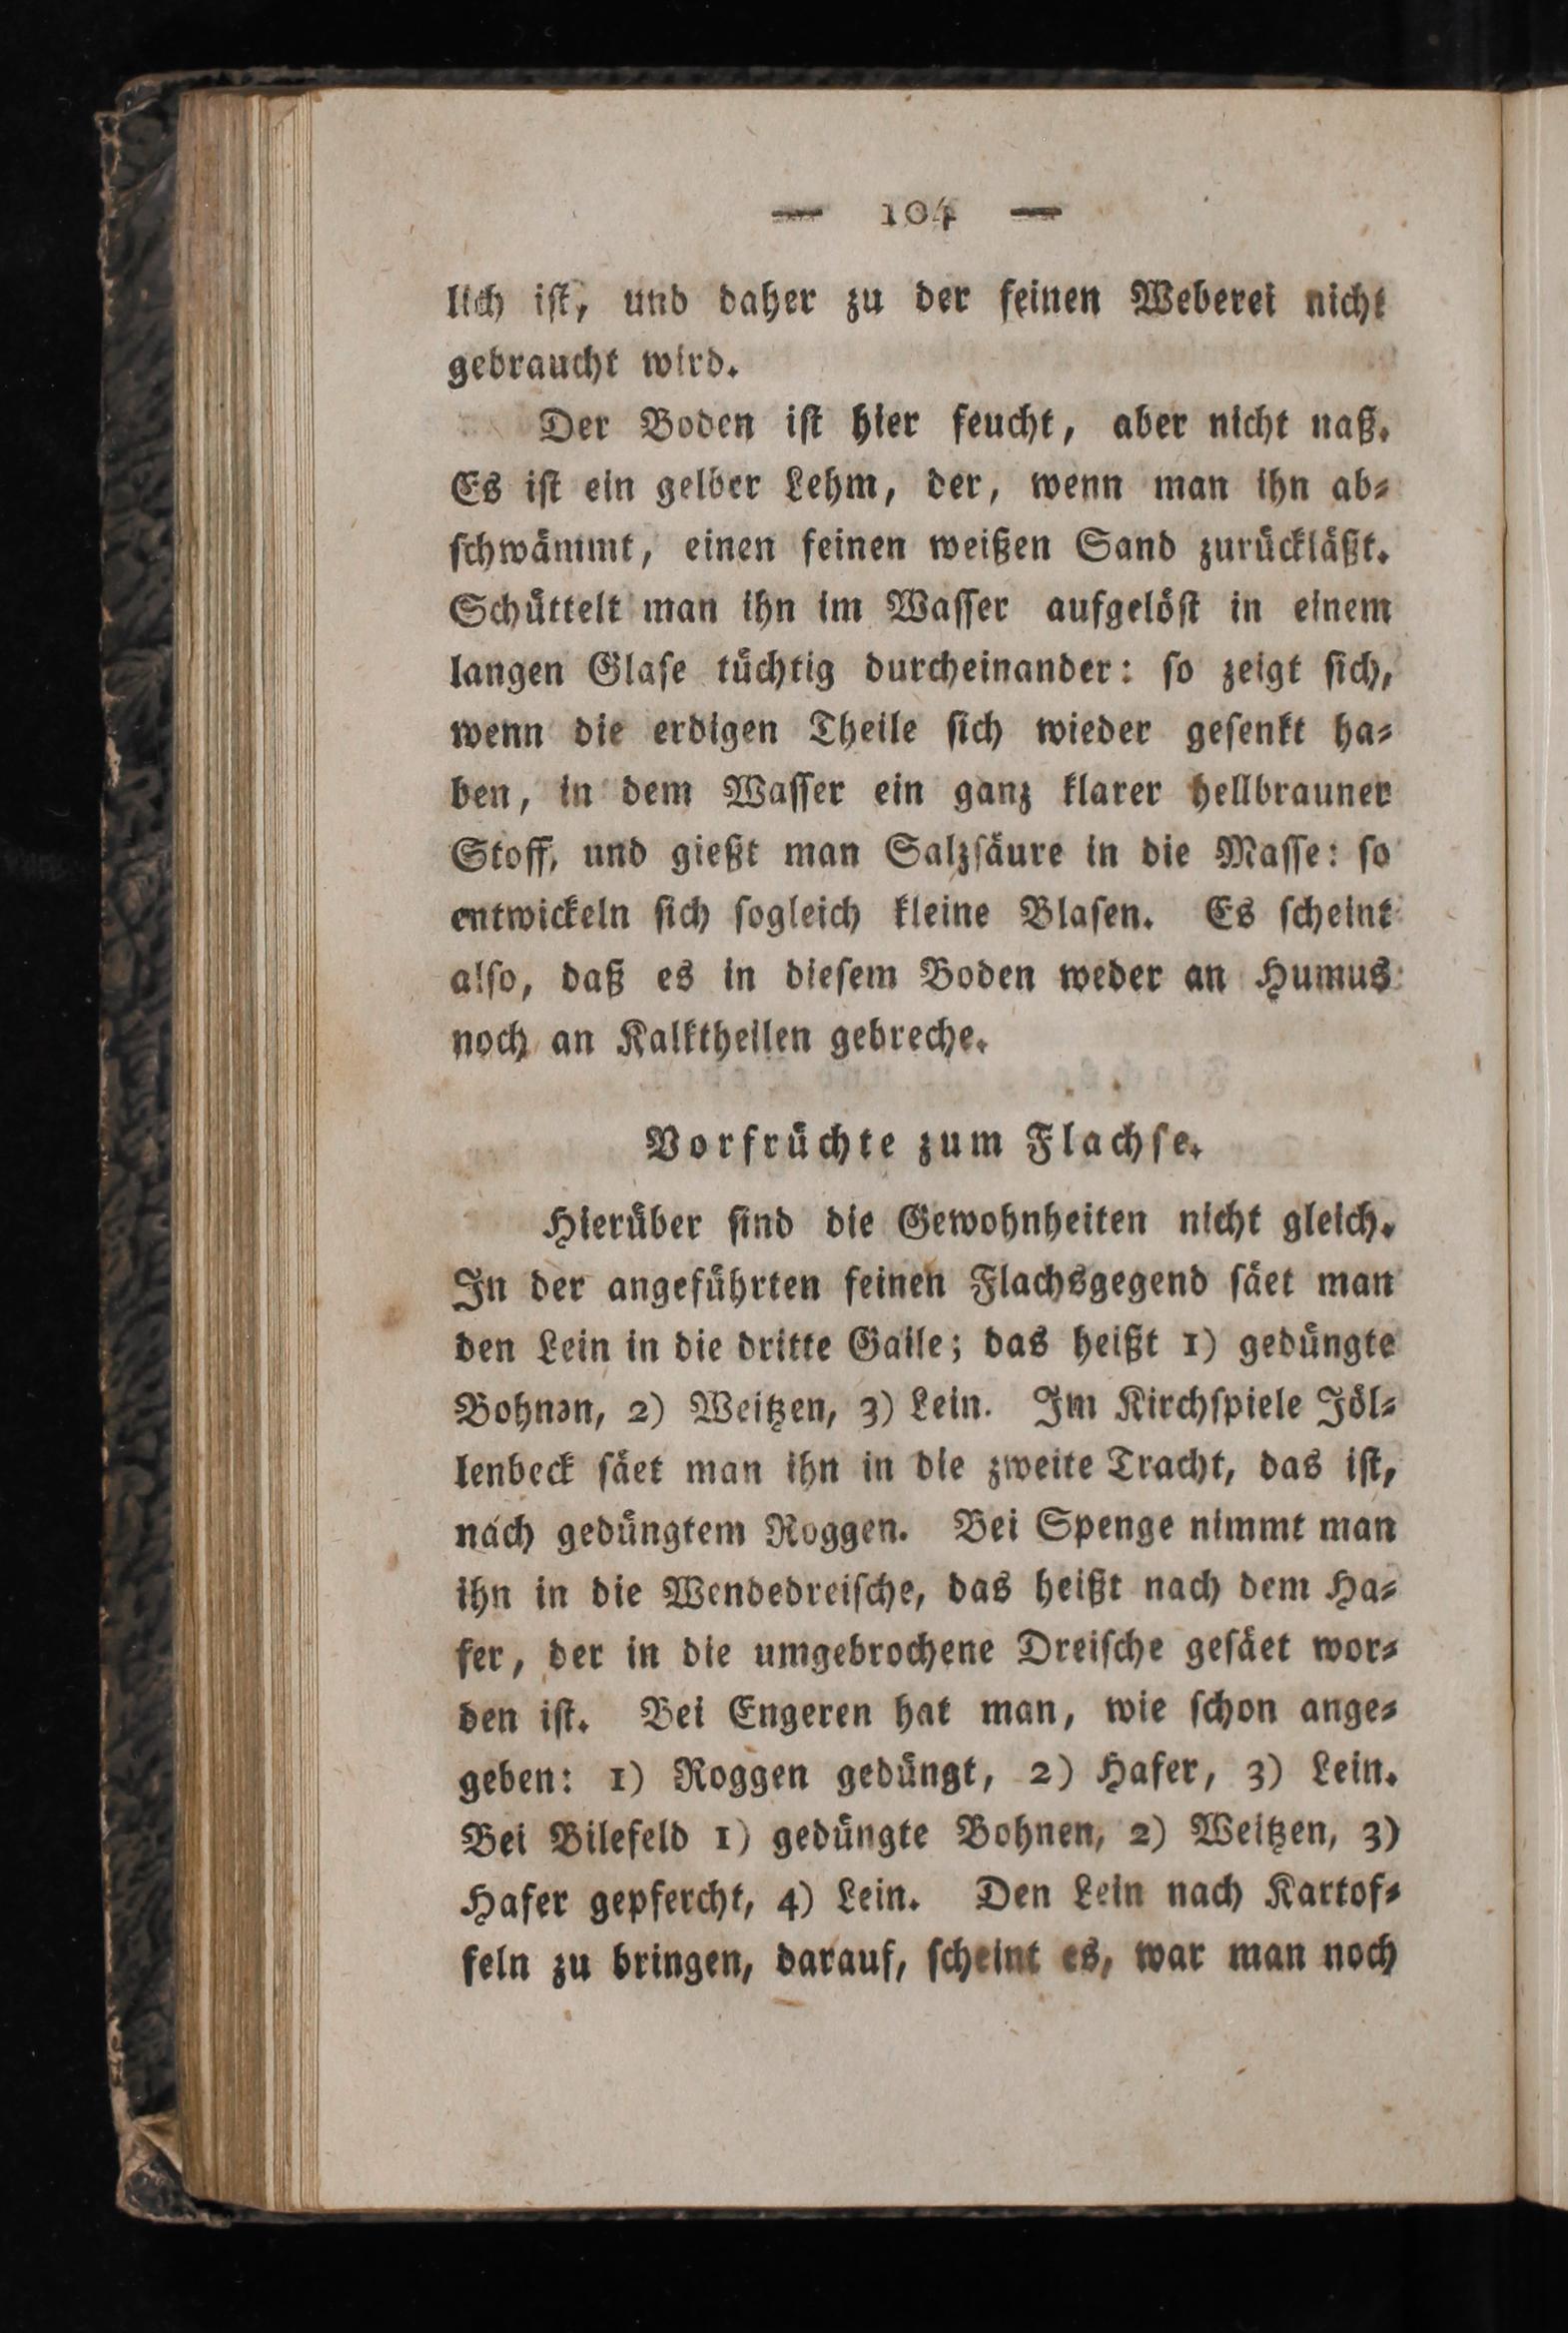 — 104 —
lich iſt, und daher zu der feinen Weberei nicht
gebraucht wird.
Der Boden iſt hier feucht, aber nicht naß.
Es iſt ein gelber Lehm, der, wenn man ihn ab⸗
ſchwämmt, einen feinen weißen Sand zurückläßt.
Schüttelt man ihn im Waſſer aufgelöſt in einem
langen Glaſe tüchtig durcheinander: ſo zeigt ſich,
wenn die erdigen Theile ſich wieder geſenkt ha⸗
ben, in dem Waſſer ein ganz klarer hellbrauner
Stoff, und gießt man Salzſäure in die Maſſe: ſo
entwickeln ſich ſogleich kleine Blaſen. Es ſcheint
alſo, daß es in dieſem Boden weder an Humus
noch an Kalktheilen gebreche.
Vorfrüchte zum Flachſe.
Hierüber ſind die Gewohnheiten nicht gleich.
In der angeführten feinen Flachsgegend ſäet man
den Lein in die dritte Gaile; das heißt 1) gedüngte
Bohnǝn, 2) Weitzen, 3) Lein. Im Kirchſpiele Jöl⸗
lenbeck ſäet man ihn in die zweite Tracht, das iſt,
nach gedüngtem Roggen. Bei Spenge nimmt man
ihn in die Wendedreiſche, das heißt nach dem Ha⸗
fer, der in die umgebrochene Dreiſche geſäet wor⸗
den iſt. Bei Engeren hat man, wie ſchon ange⸗
geben: 1) Roggen gedüngt, 2) Hafer, 3) Lein.
Bei Bilefeld 1) gedüngte Bohnen, 2) Weitzen, 3)
Hafer gepfercht, 4) Lein. Den Lein nach Kartof⸗
feln zu bringen, darauf, ſcheint es, war man noch